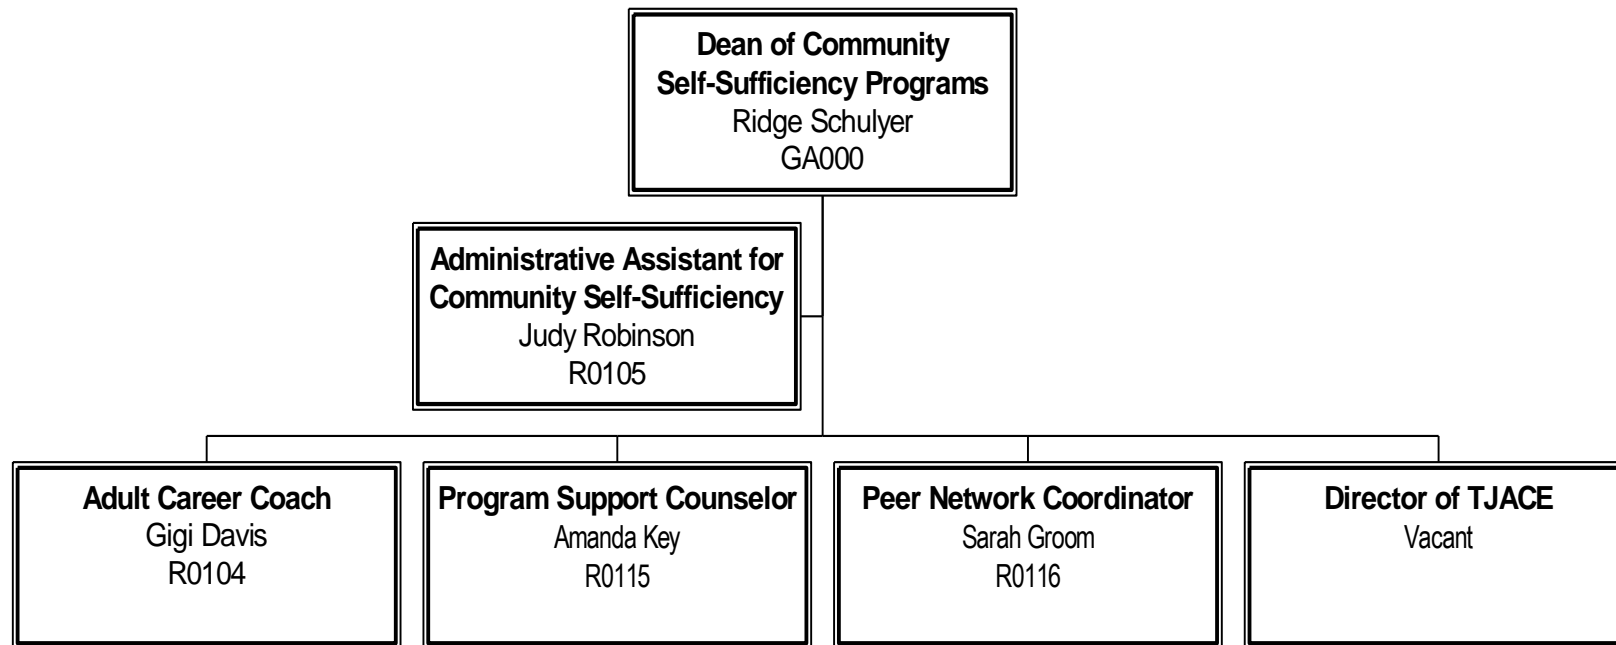 Dean of Community
Self-Sufficiency Programs
Ridge Schulyer
GA000
Administrative Assistant for
Community Self-Sufficiency
Judy Robinson
R0105
Adult Career Coach
Gigi Davis
R0104
Program Support Counselor
Amanda Key
R0115
Peer Network Coordinator
Sarah Groom
R0116
Director of TJACE
Vacant